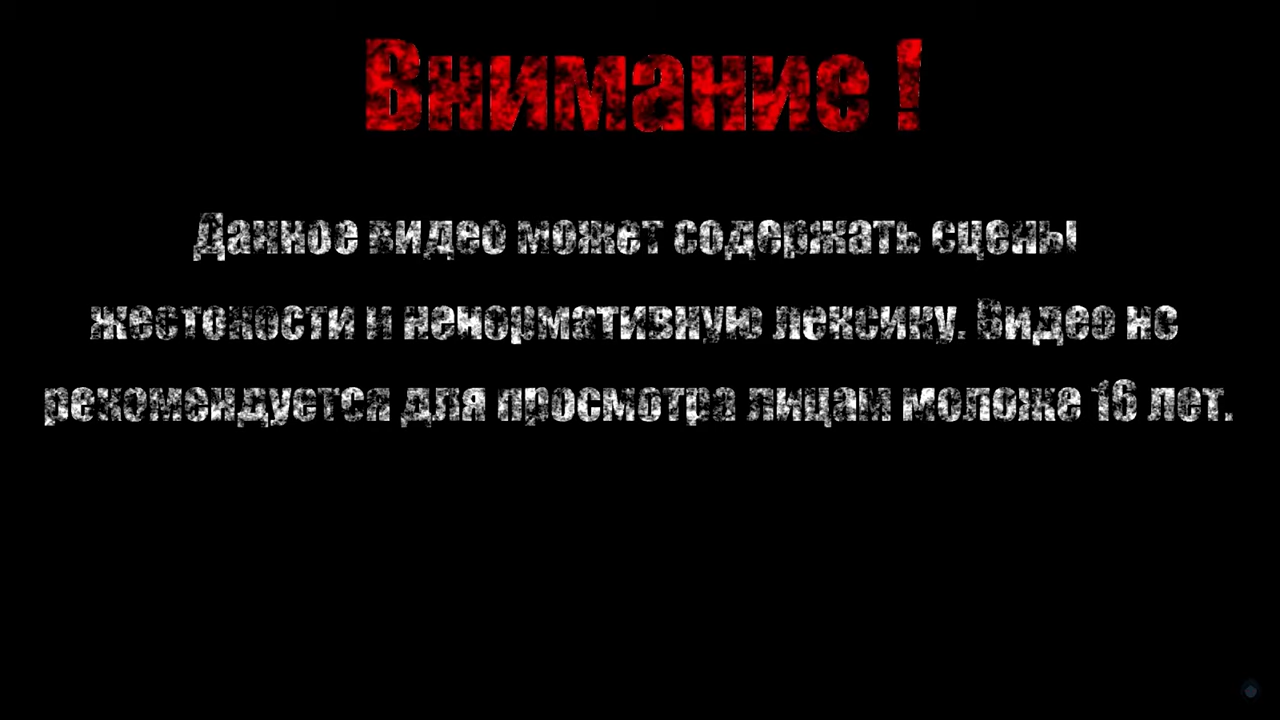 Внимание !
Данное видео может содержать сцены
жестокости и ненормативную лексику. Видео не
рекомендуется для просмотра лицам моложе 16 лет.